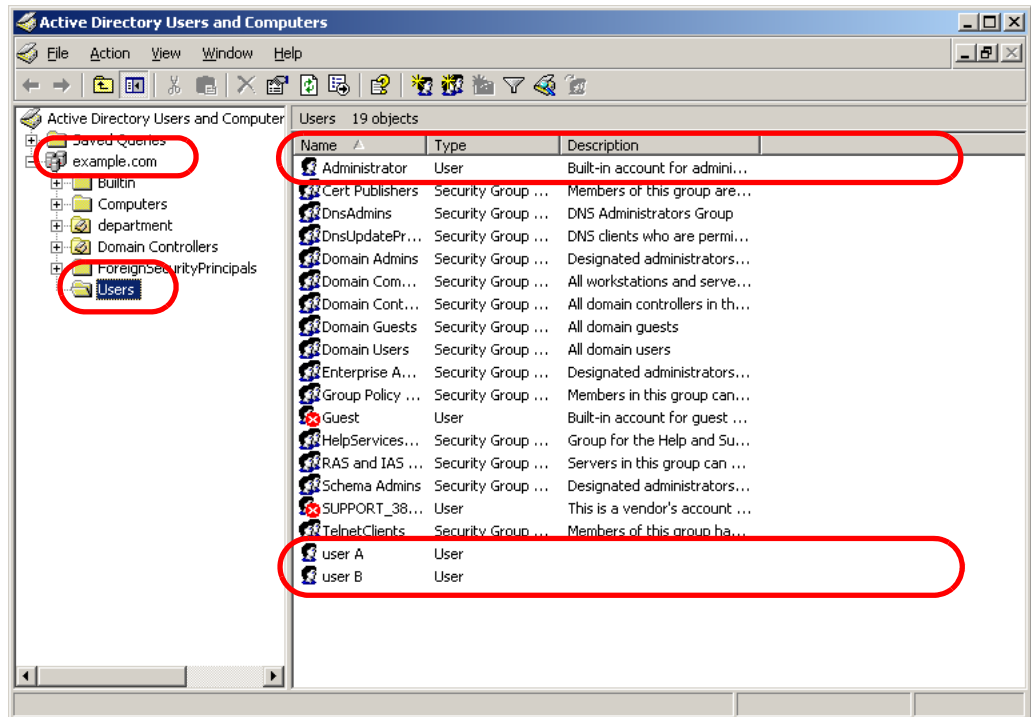 Active Directory Users and Computers
File Action View Window Help
Active Directory Users and Computer
Users 19 objects
Saved Queries
example.com
Builtin
Computers
department
Domain Controllers
ForeignSecurityPrincipals
Users
Name Type Description
Administrator User Built-in account for admini...
Cert Publishers Security Group ... Members of this group are...
DnsAdmins Security Group ... DNS Administrators Group
DnsUpdatePr... Security Group ... DNS clients who are permi...
Domain Admins Security Group ... Designated administrators...
Domain Com... Security Group ... All workstations and serve...
Domain Cont... Security Group ... All domain controllers in th...
Domain Guests Security Group ... All domain guests
Domain Users Security Group ... All domain users
Enterprise A... Security Group ... Designated administrators...
Group Policy ... Security Group ... Members in this group can...
Guest User Built-in account for guest ...
HelpServices... Security Group ... Group for the Help and Su...
RAS and IAS ... Security Group ... Servers in this group can ...
Schema Admins Security Group ... Designated administrators...
SUPPORT_38... User This is a vendor's account ...
TelnetClients Security Group ... Members of this group ha...
user A User
user B User